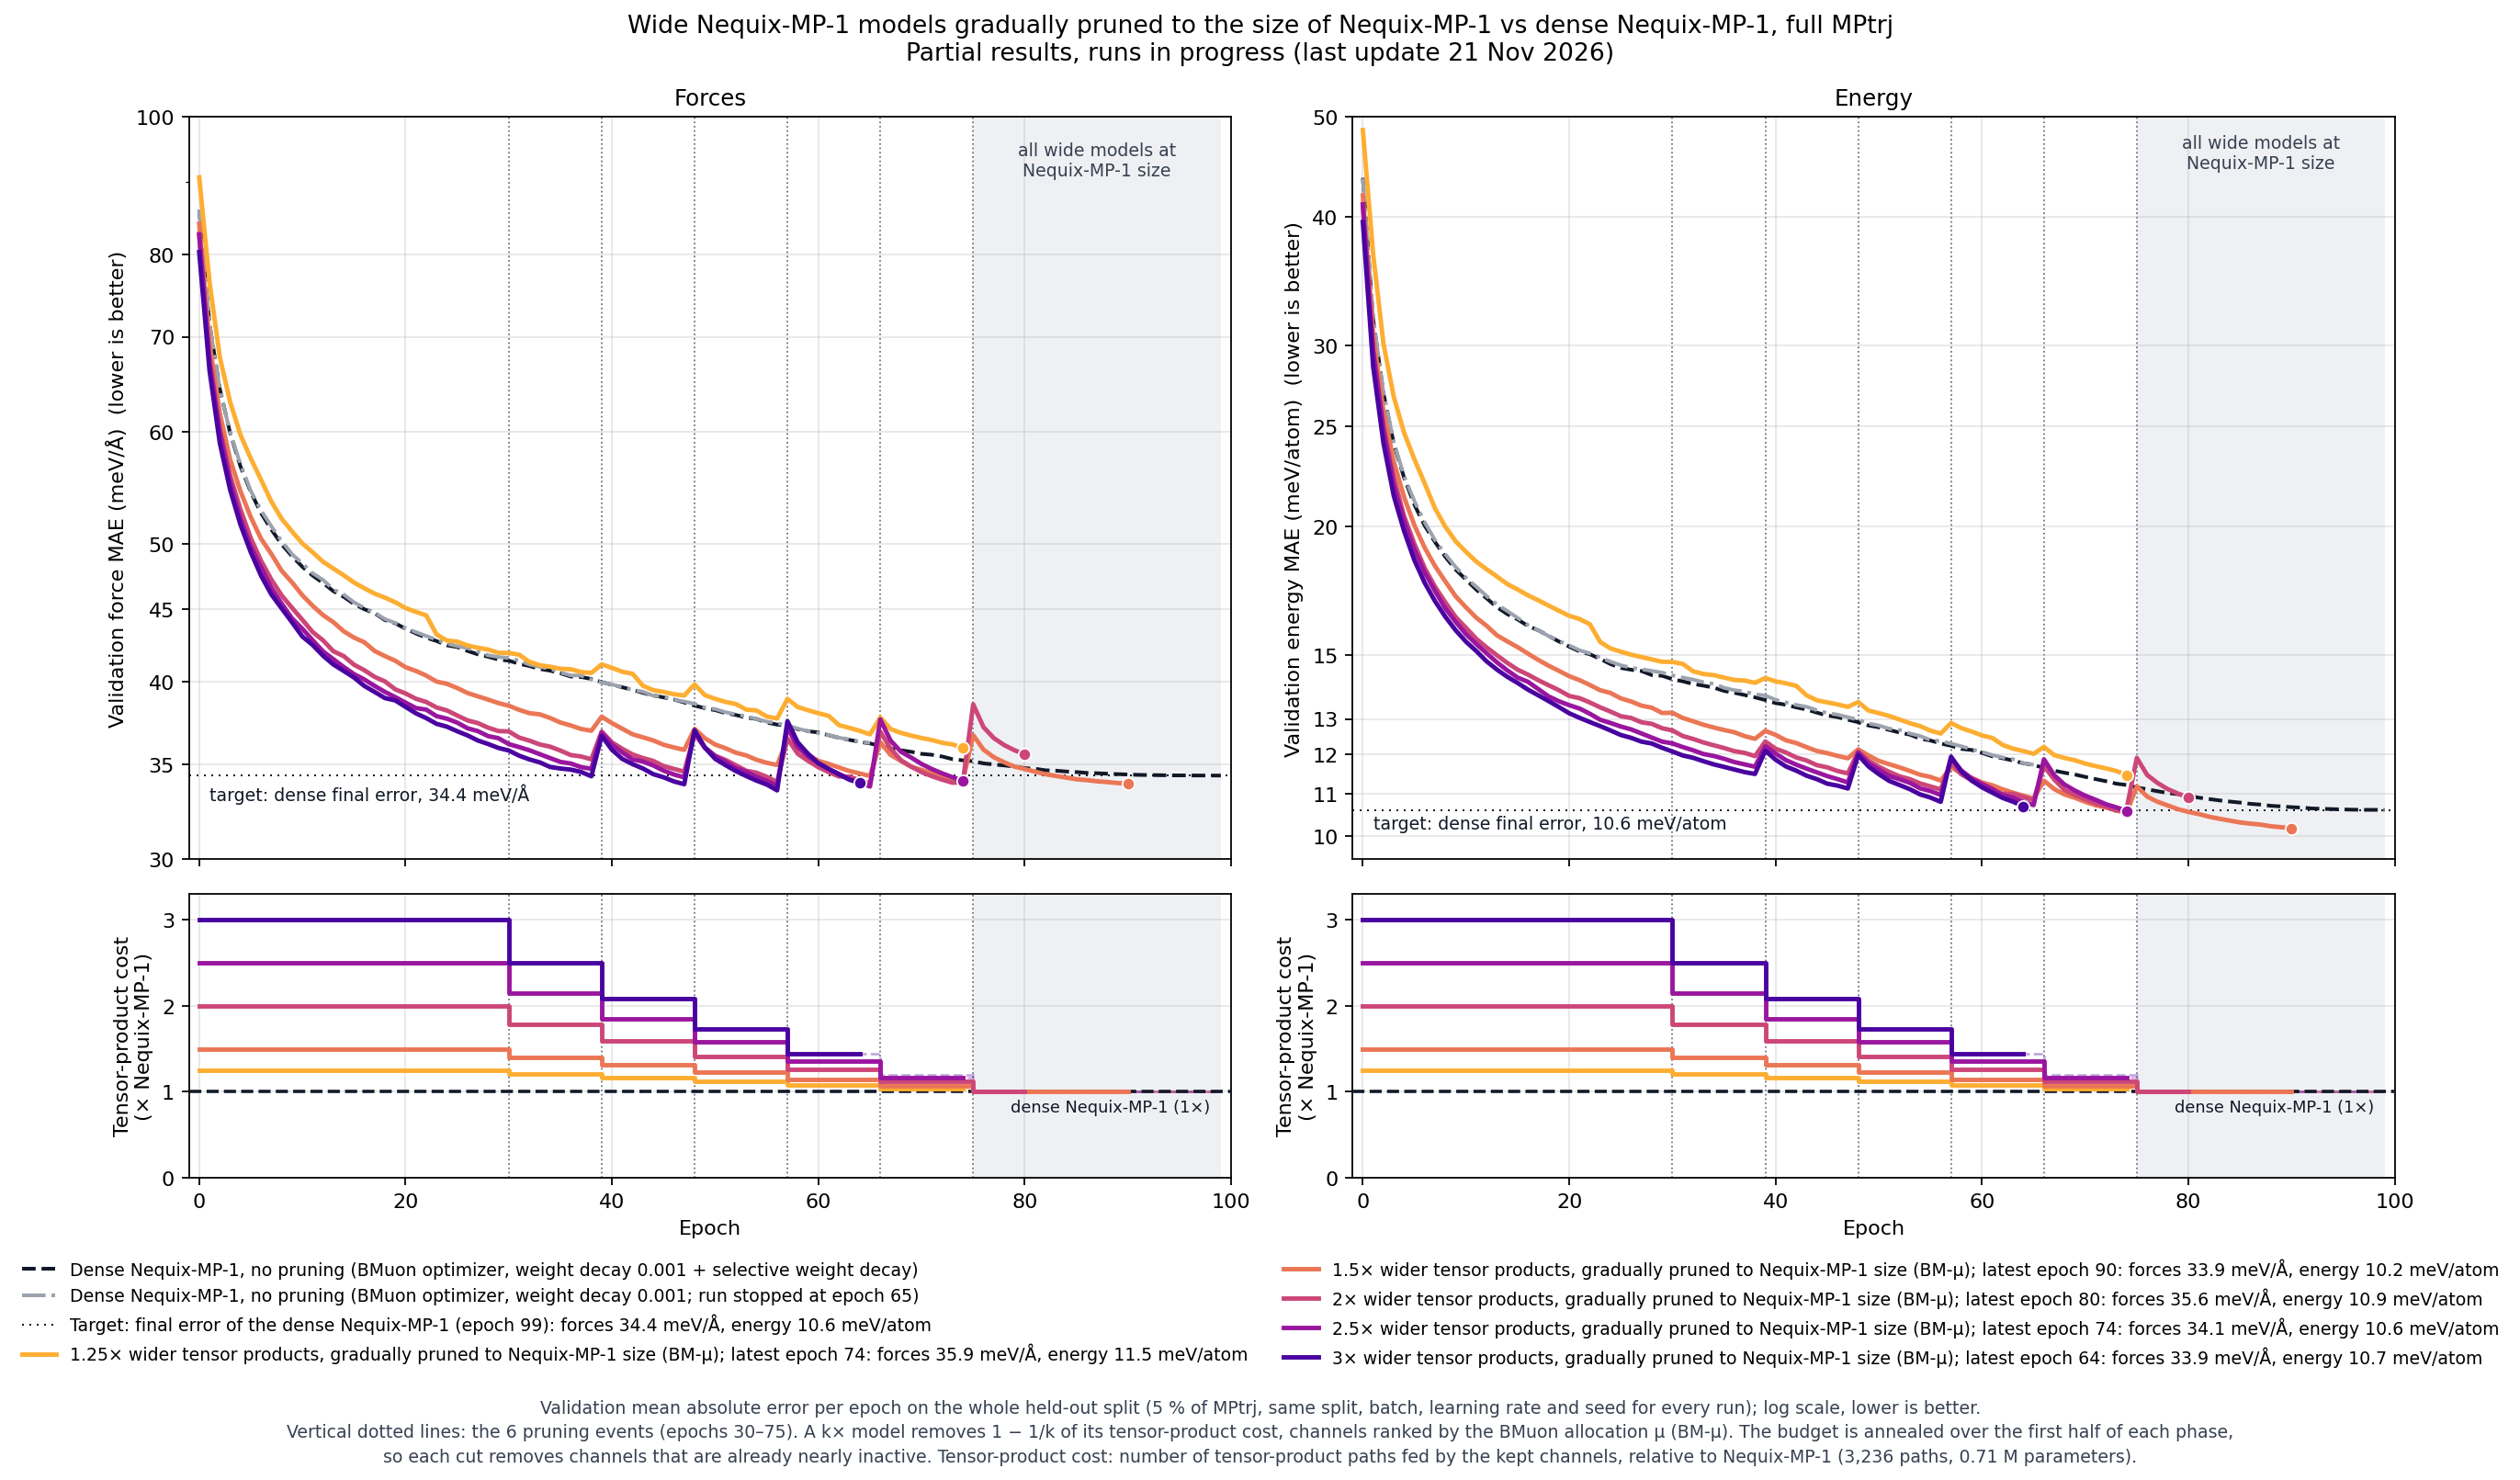 Wide Nequix-MP-1 models gradually pruned to the size of Nequix-MP-1 vs dense Nequix-MP-1, full MPtrj
Partial results, runs in progress (last update 21 Nov 2026)
Forces
100
80
70
60
50
45
40
35
30
Validation force MAE (meV/Å) (lower is better)
all wide models at
Nequix-MP-1 size
target: dense final error, 34.4 meV/Å
Energy
50
40
30
25
20
15
13
12
11
10
Validation energy MAE (meV/atom) (lower is better)
all wide models at
Nequix-MP-1 size
target: dense final error, 10.6 meV/atom
3
2
1
0
Tensor-product cost
(× Nequix-MP-1)
dense Nequix-MP-1 (1×)
0 20 40 60 80 100
Epoch
3
2
1
0
Tensor-product cost
(× Nequix-MP-1)
dense Nequix-MP-1 (1×)
0 20 40 60 80 100
Epoch
Dense Nequix-MP-1, no pruning (BMuon optimizer, weight decay 0.001 + selective weight decay)
Dense Nequix-MP-1, no pruning (BMuon optimizer, weight decay 0.001; run stopped at epoch 65)
Target: final error of the dense Nequix-MP-1 (epoch 99): forces 34.4 meV/Å, energy 10.6 meV/atom
1.25× wider tensor products, gradually pruned to Nequix-MP-1 size (BM-μ); latest epoch 74: forces 35.9 meV/Å, energy 11.5 meV/atom
1.5× wider tensor products, gradually pruned to Nequix-MP-1 size (BM-μ); latest epoch 90: forces 33.9 meV/Å, energy 10.2 meV/atom
2× wider tensor products, gradually pruned to Nequix-MP-1 size (BM-μ); latest epoch 80: forces 35.6 meV/Å, energy 10.9 meV/atom
2.5× wider tensor products, gradually pruned to Nequix-MP-1 size (BM-μ); latest epoch 74: forces 34.1 meV/Å, energy 10.6 meV/atom
3× wider tensor products, gradually pruned to Nequix-MP-1 size (BM-μ); latest epoch 64: forces 33.9 meV/Å, energy 10.7 meV/atom
Validation mean absolute error per epoch on the whole held-out split (5 % of MPtrj, same split, batch, learning rate and seed for every run); log scale, lower is better.
Vertical dotted lines: the 6 pruning events (epochs 30–75). A k× model removes 1 − 1/k of its tensor-product cost, channels ranked by the BMuon allocation μ (BM-μ). The budget is annealed over the first half of each phase,
so each cut removes channels that are already nearly inactive. Tensor-product cost: number of tensor-product paths fed by the kept channels, relative to Nequix-MP-1 (3,236 paths, 0.71 M parameters).